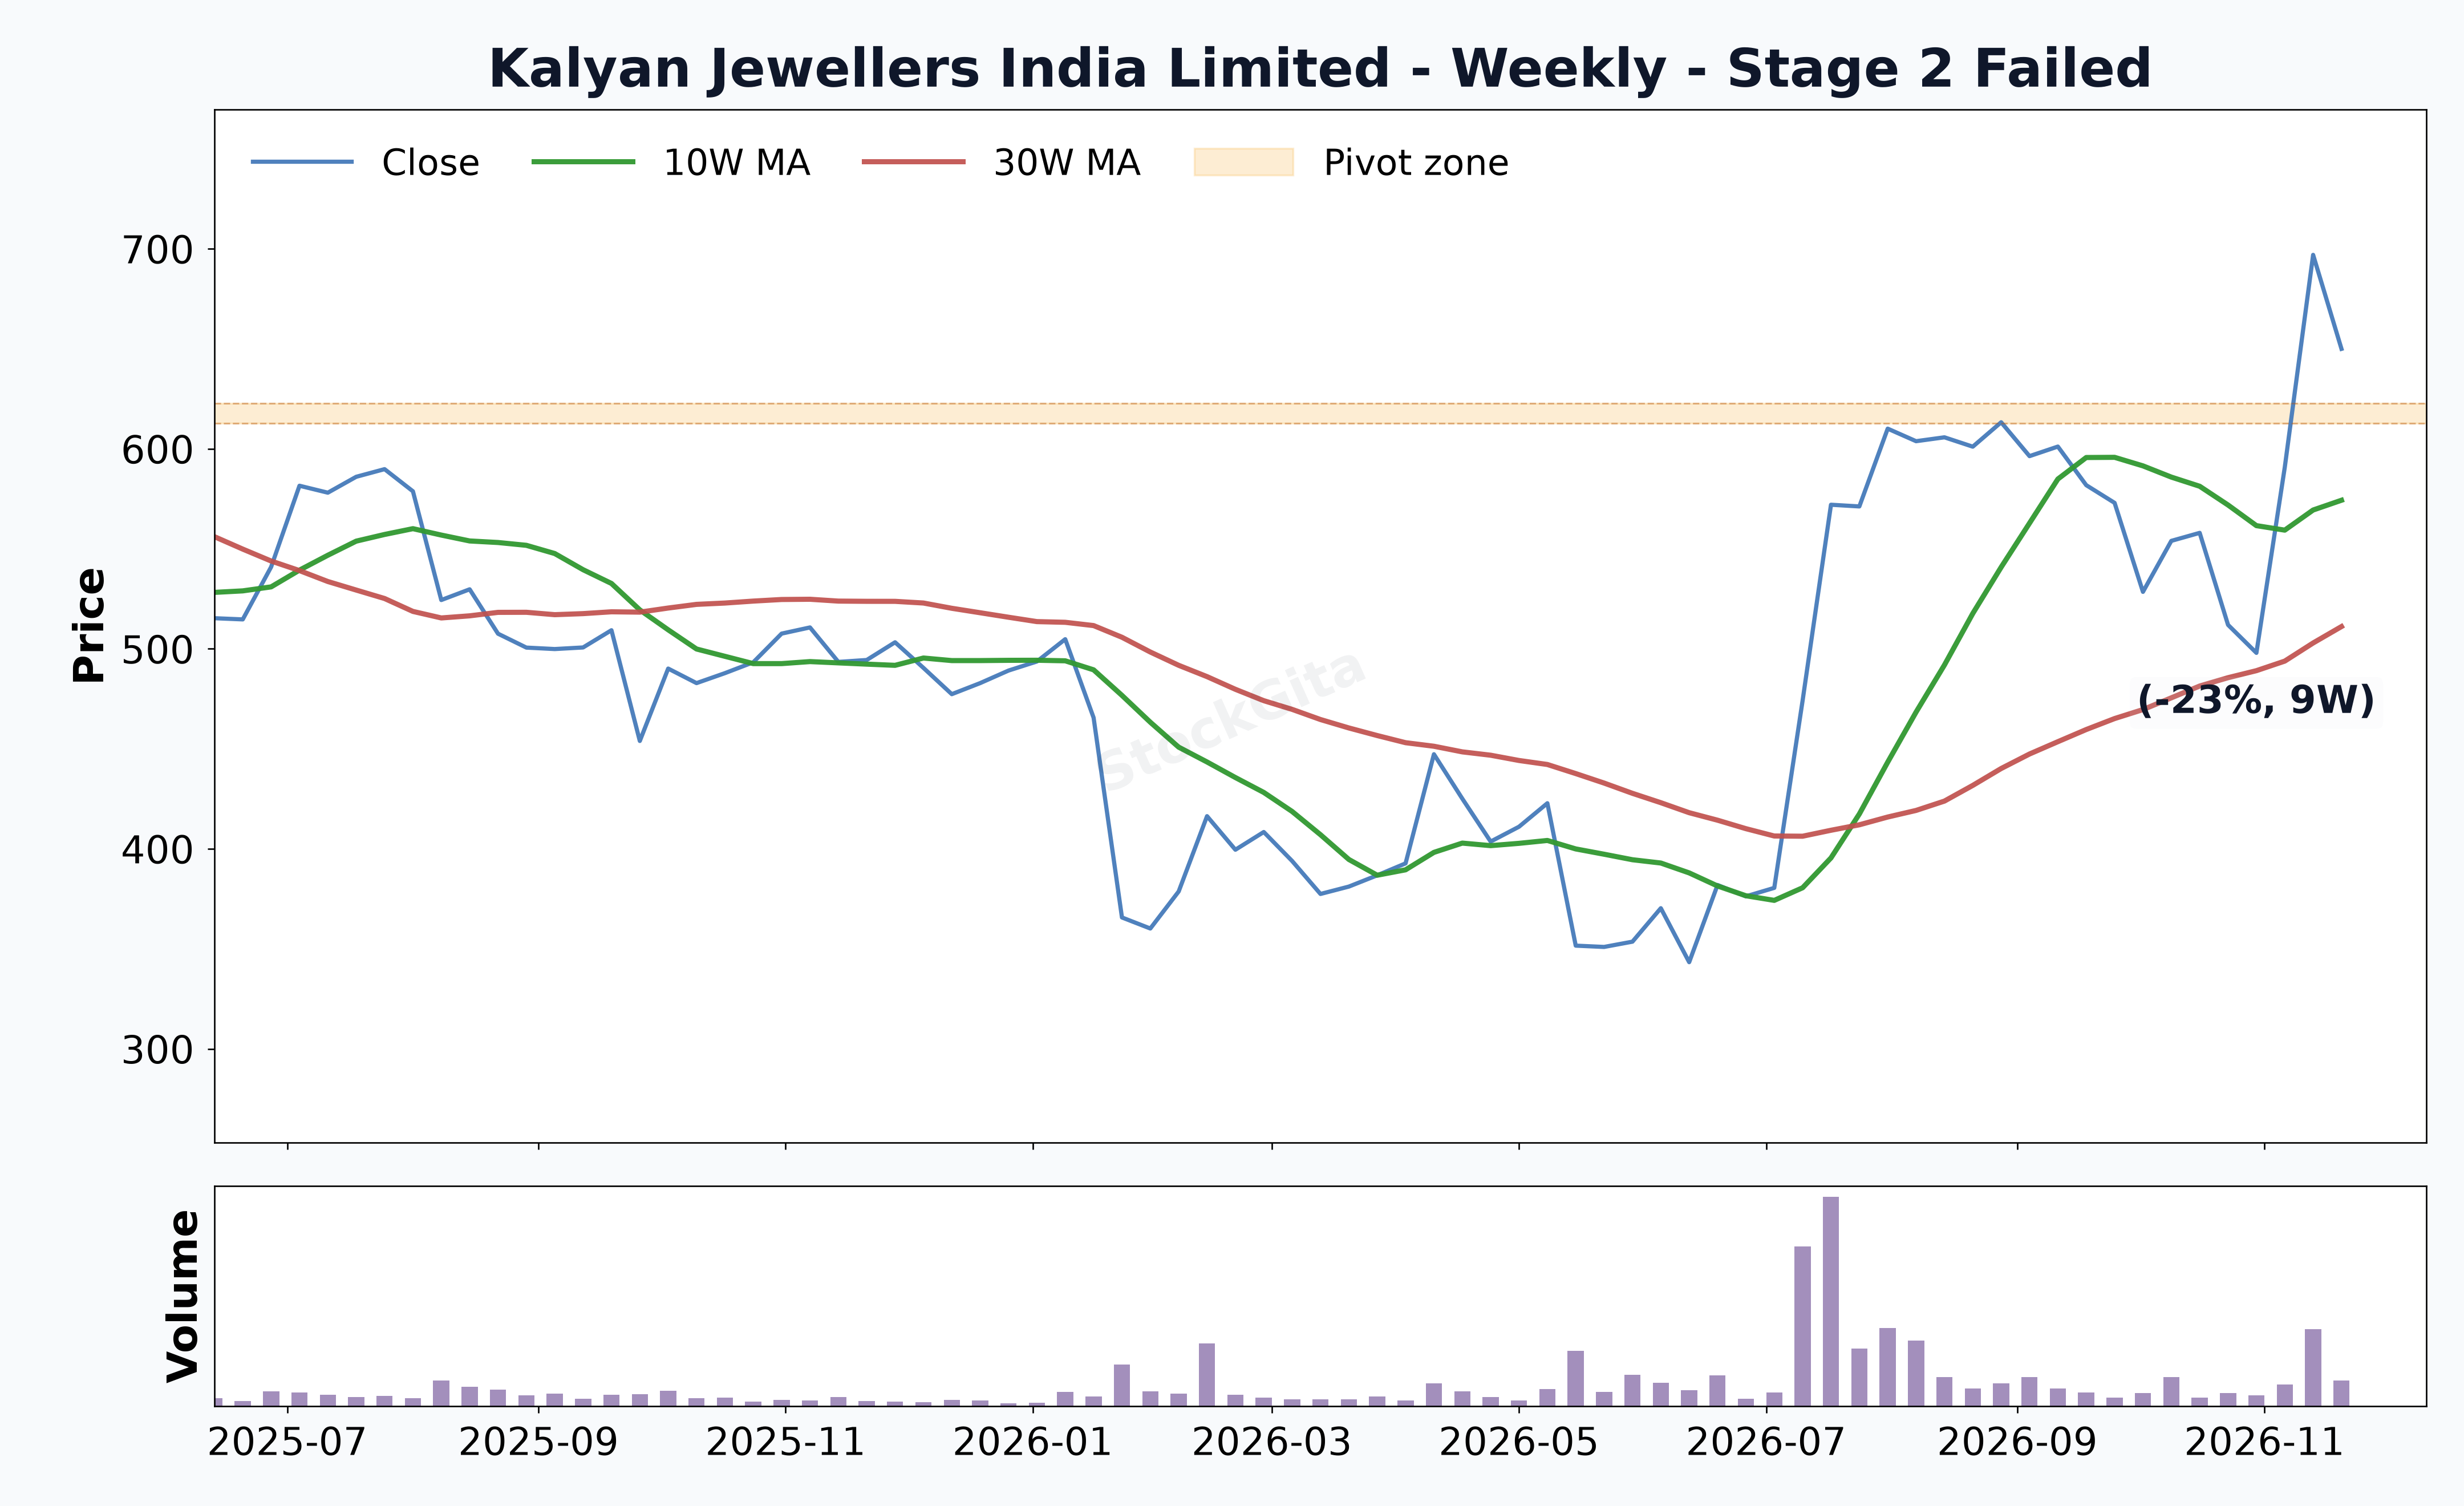 Kalyan Jewellers India Limited - Weekly - Stage 2 Failed
Close 10W MA 30W MA Pivot zone
700
600
500
400
300
Price
StockGita
(-23%, 9W)
Volume
2025-07 2025-09 2025-11 2026-01 2026-03 2026-05 2026-07 2026-09 2026-11